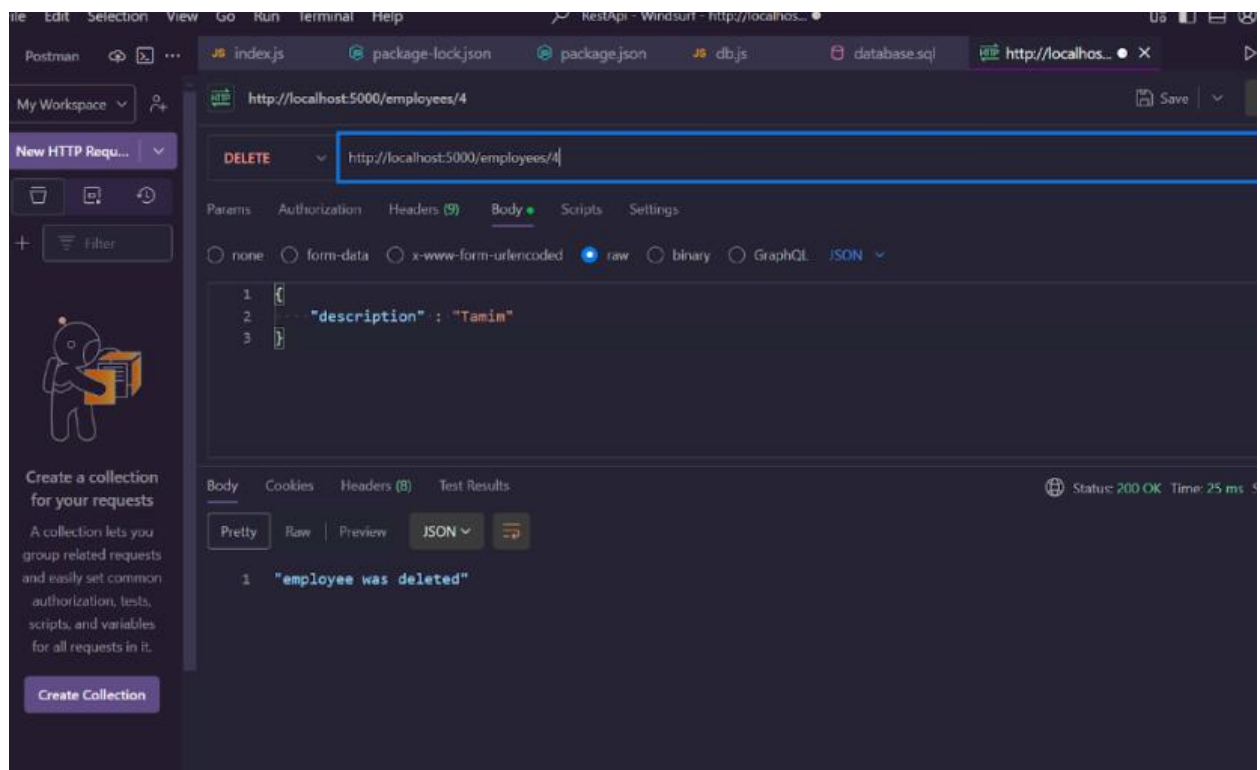 File Edit Selection View Go Run Terminal Help RestApi - Windsurf - http://localhos... ●
Postman ... JS index.js package-lock.json package.json JS db.js database.sql http://localhos... ● ×
My Workspace http://localhost:5000/employees/4 Save
New HTTP Requ... DELETE http://localhost:5000/employees/4
Params Authorization Headers (9) Body ● Scripts Settings
+ Filter
none form-data x-www-form-urlencoded raw binary GraphQL JSON
1 {
2 "description" : "Tamim"
3 }
Create a collection
for your requests
A collection lets you
group related requests
and easily set common
authorization, tests,
scripts, and variables
for all requests in it.
Create Collection
Body Cookies Headers (8) Test Results Status: 200 OK Time: 25 ms S
Pretty Raw | Preview JSON
1 "employee was deleted"